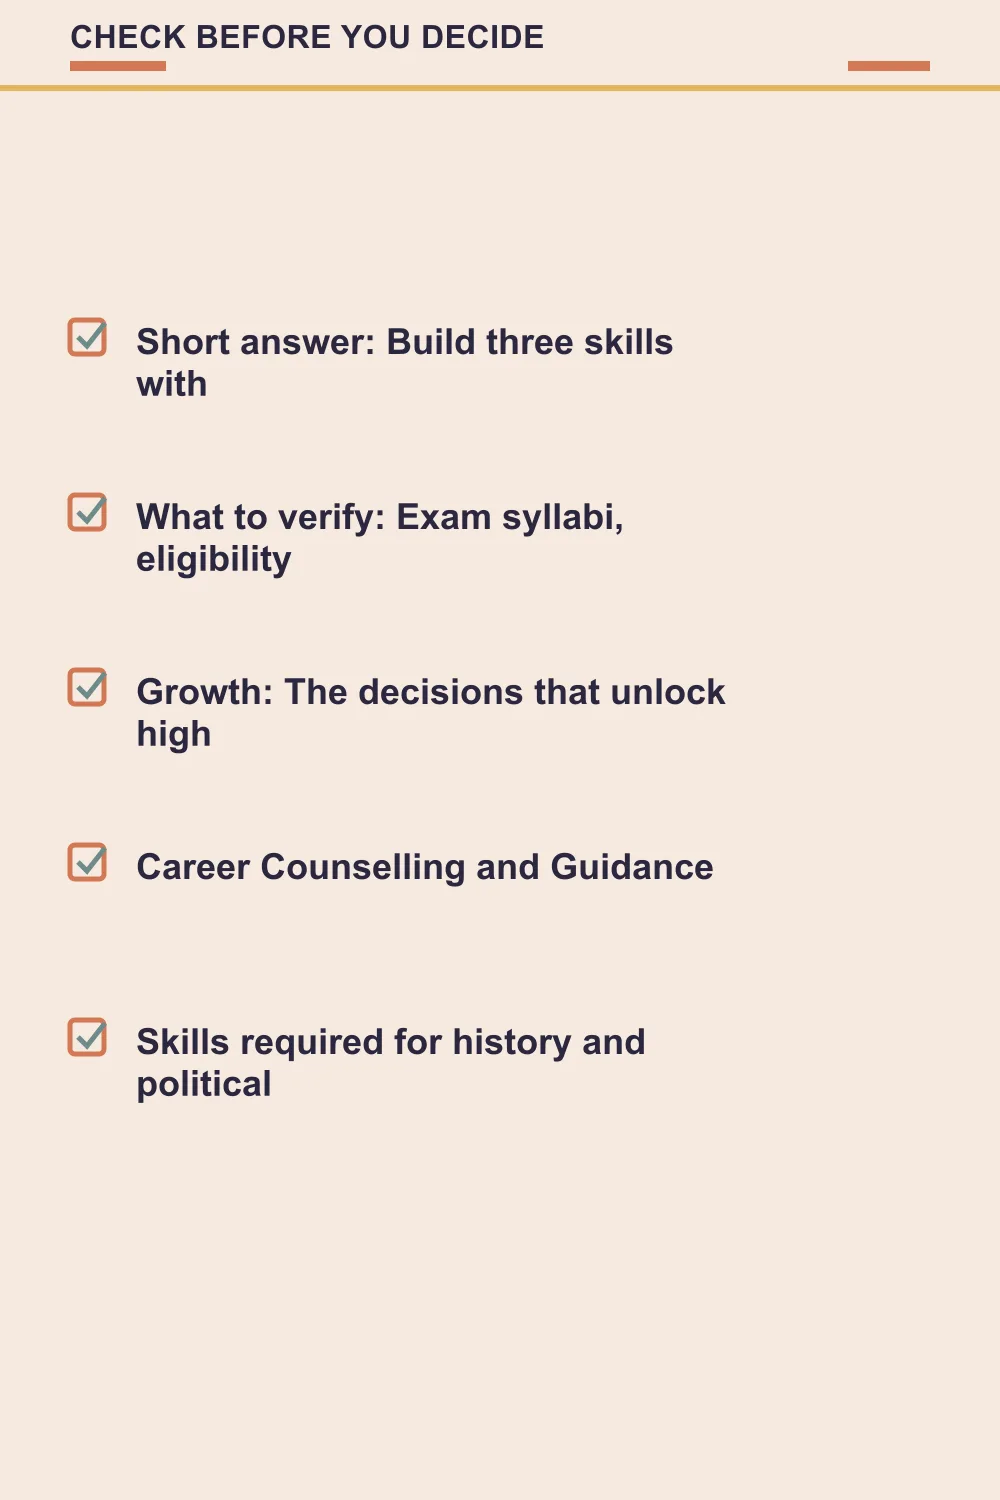 CHECK BEFORE YOU DECIDE
Short answer: Build three skills
with
What to verify: Exam syllabi,
eligibility
Growth: The decisions that unlock
high
Career Counselling and Guidance
Skills required for history and
political